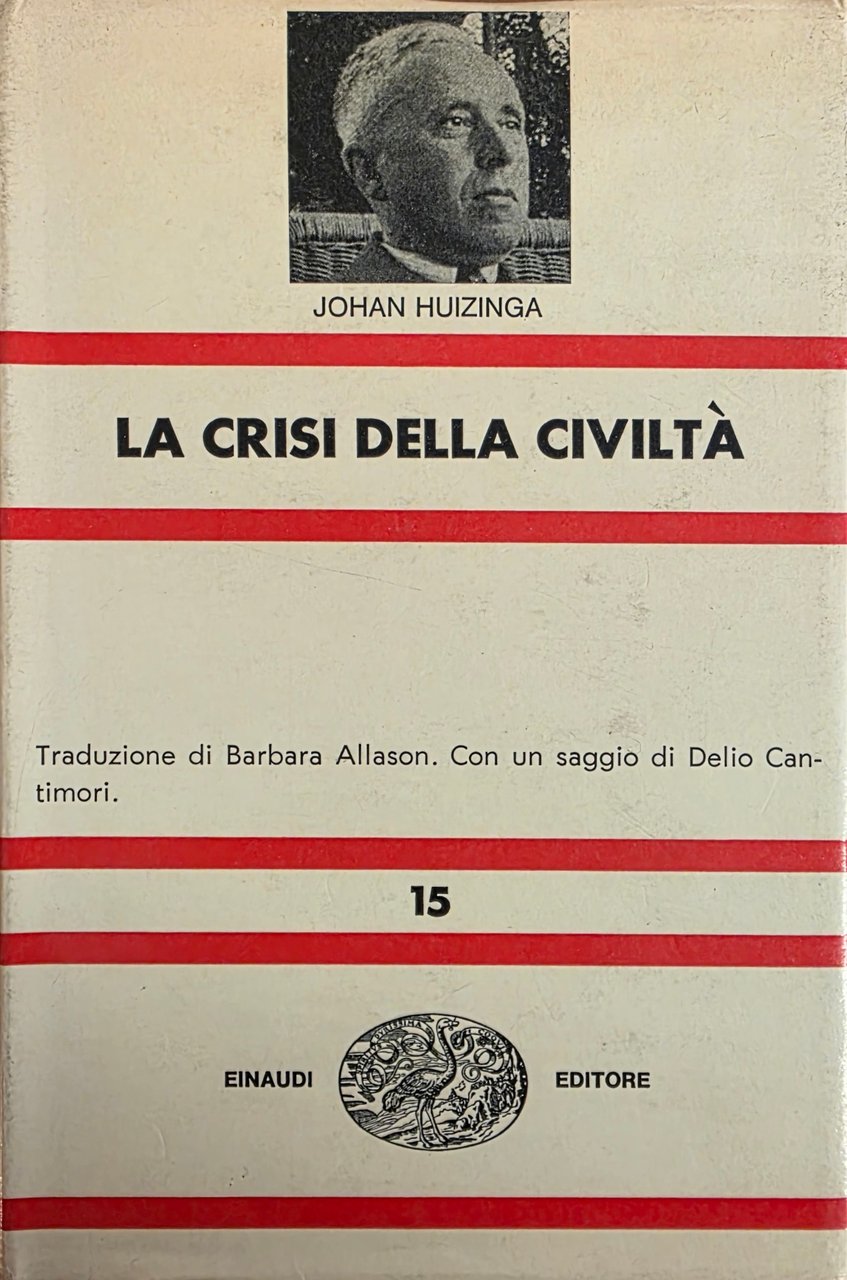 JOHAN HUIZINGA
LA CRISI DELLA CIVILTÀ
Traduzione di Barbara Allason. Con un saggio di Delio Can-
timori.
15
EINAUDI
EDITORE